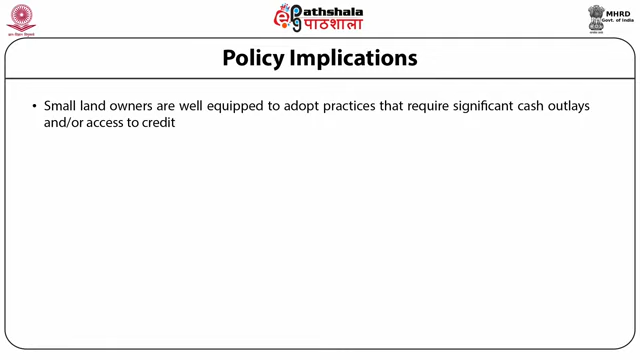 ePathshala
पाठशाला
MHRD
Govt. of India
Policy Implications
• Small land owners are well equipped to adopt practices that require significant cash outlays
and/or access to credit